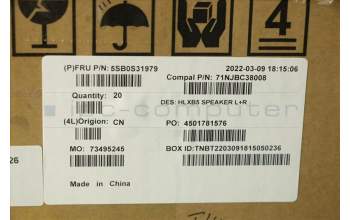 4
(P)FRU P/N: 5SB0S31979
2022-03-09 18:15:06
Compal P/N: 71NJBC38008
Quantity: 20
DES: HLXB5 SPEAKER L+R
(4L)Origion: CN
PO: 4501781576
MO: 73495245
BOX ID:TNBT2203091815050236
Made in China
26